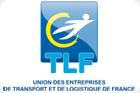 TLF
UNION DES ENTREPRISES
DE TRANSPORT ET DE LOGISTIQUE DE FRANCE